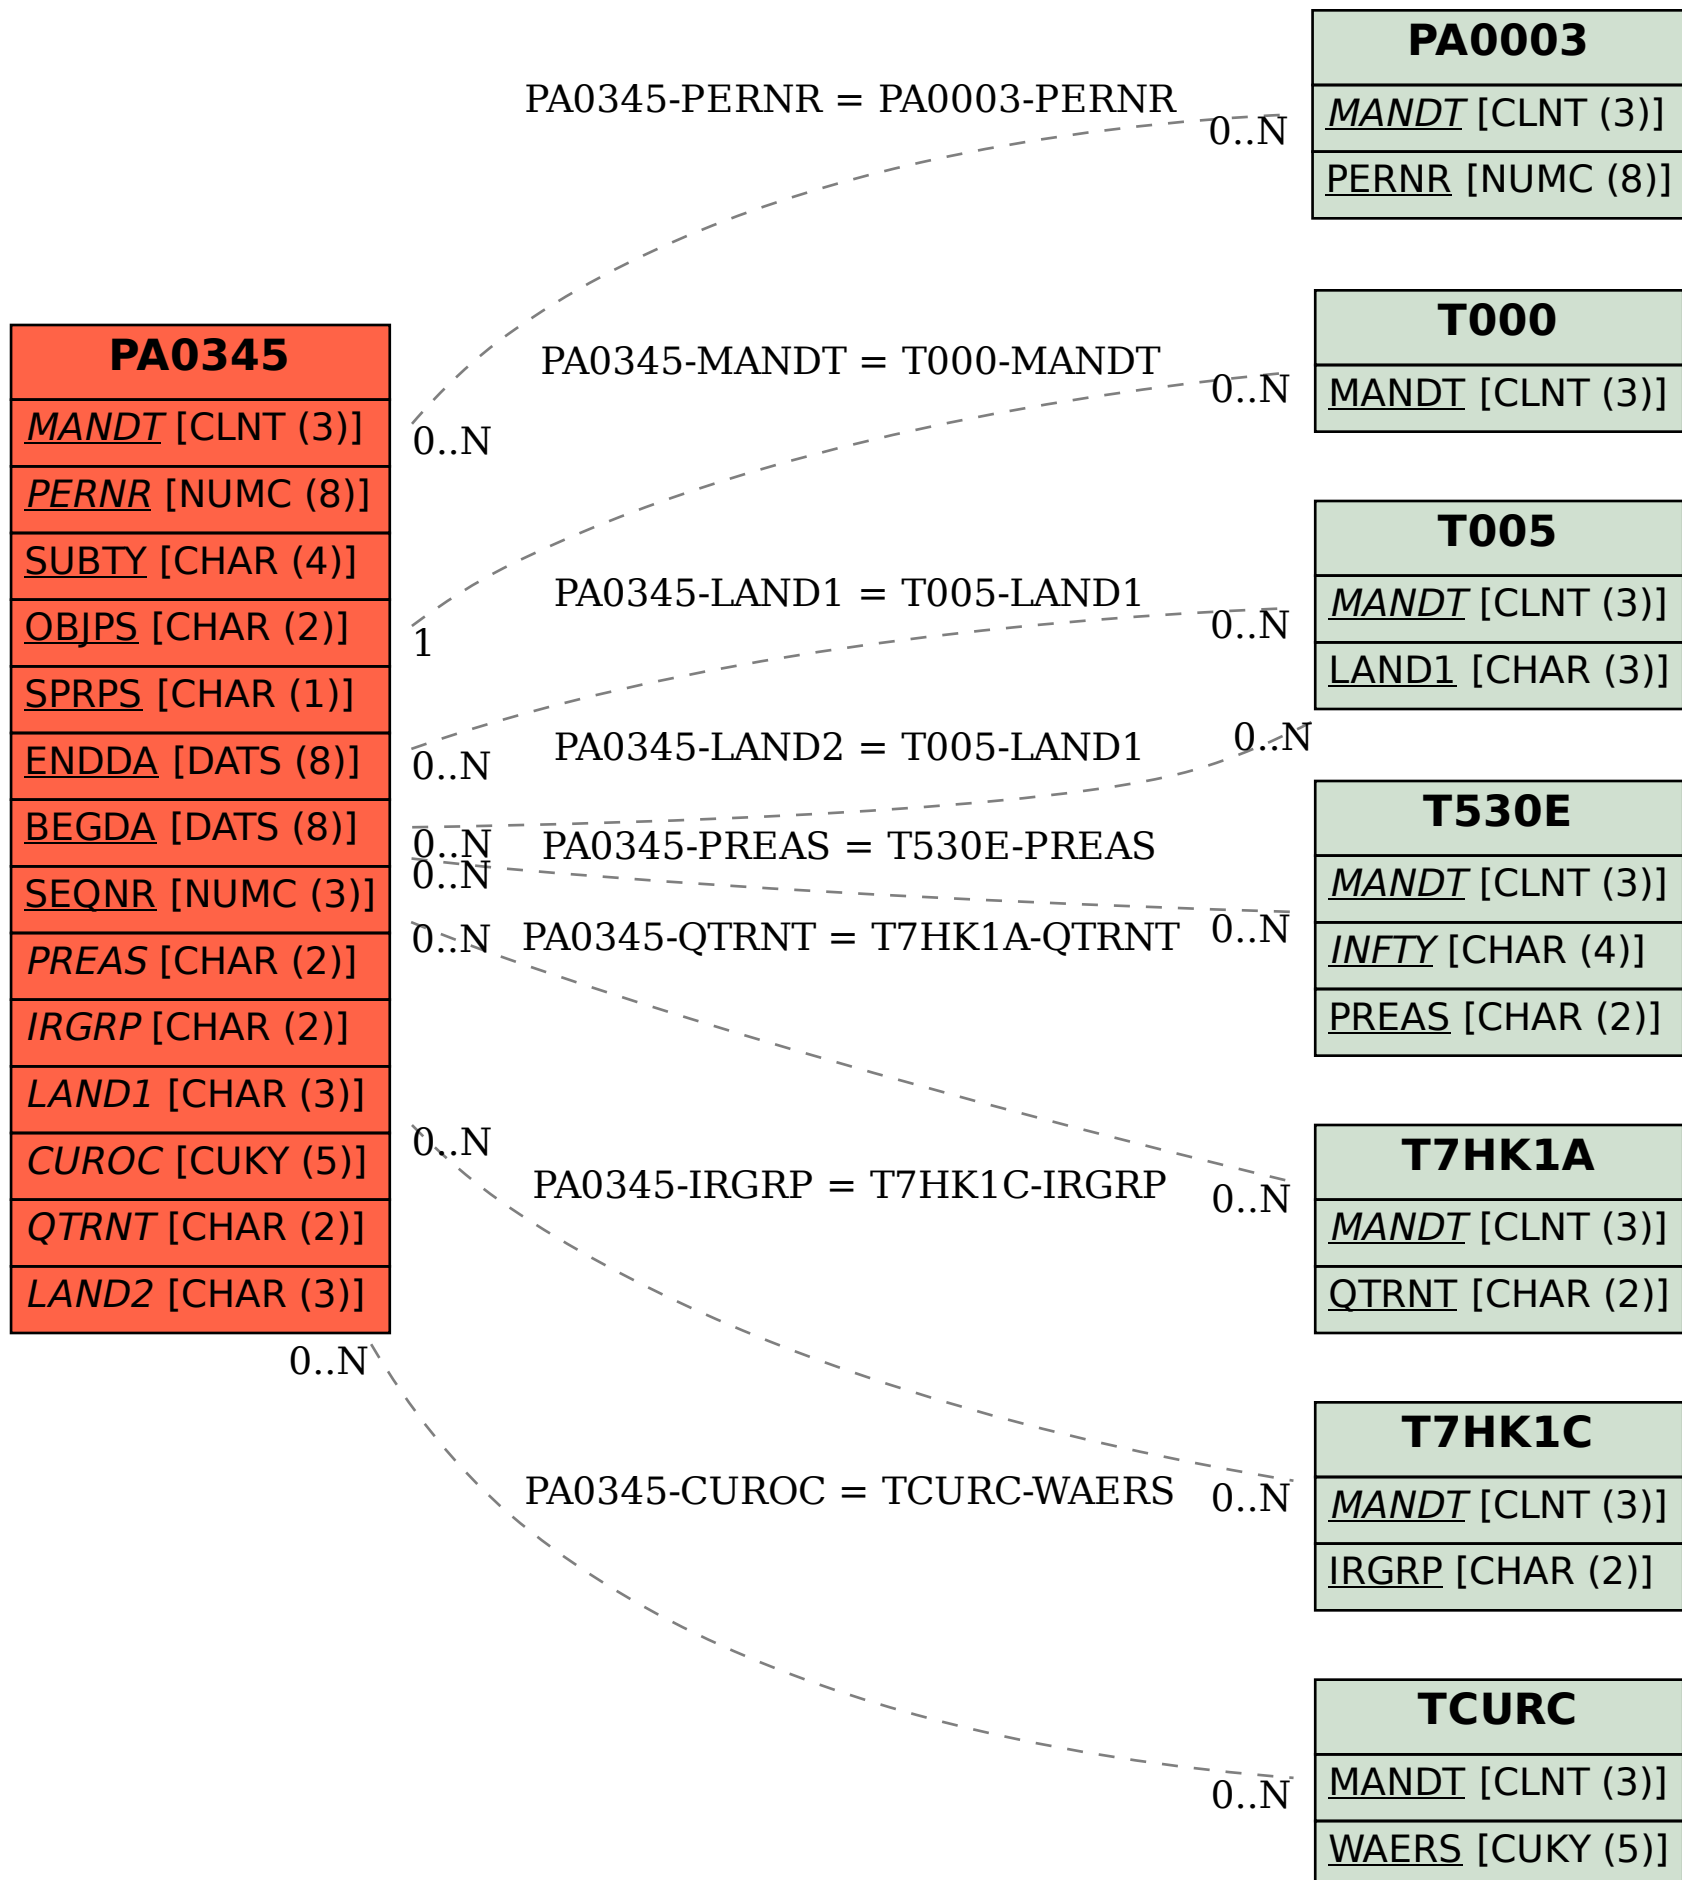 PA0003
MANDT [CLNT (3)]
PERNR [NUMC (8)]
PA0345-PERNR = PA0003-PERNR
0..N
0..N
T000
MANDT [CLNT (3)]
PA0345-MANDT = T000-MANDT
0..N
1
PA0345
MANDT [CLNT (3)]
PERNR [NUMC (8)]
SUBTY [CHAR (4)]
OBJPS [CHAR (2)]
SPRPS [CHAR (1)]
ENDDA [DATS (8)]
BEGDA [DATS (8)]
SEQNR [NUMC (3)]
PREAS [CHAR (2)]
IRGRP [CHAR (2)]
LAND1 [CHAR (3)]
CUROC [CUKY (5)]
QTRNT [CHAR (2)]
LAND2 [CHAR (3)]
T005
MANDT [CLNT (3)]
LAND1 [CHAR (3)]
PA0345-LAND1 = T005-LAND1
0..N
0..N
PA0345-LAND2 = T005-LAND1
0..N
0..N
T530E
MANDT [CLNT (3)]
INFTY [CHAR (4)]
PREAS [CHAR (2)]
PA0345-PREAS = T530E-PREAS
0..N
0..N
PA0345-QTRNT = T7HK1A-QTRNT
0..N
0..N
T7HK1A
MANDT [CLNT (3)]
QTRNT [CHAR (2)]
PA0345-IRGRP = T7HK1C-IRGRP
0..N
0..N
T7HK1C
MANDT [CLNT (3)]
IRGRP [CHAR (2)]
PA0345-CUROC = TCURC-WAERS
0..N
0..N
TCURC
MANDT [CLNT (3)]
WAERS [CUKY (5)]